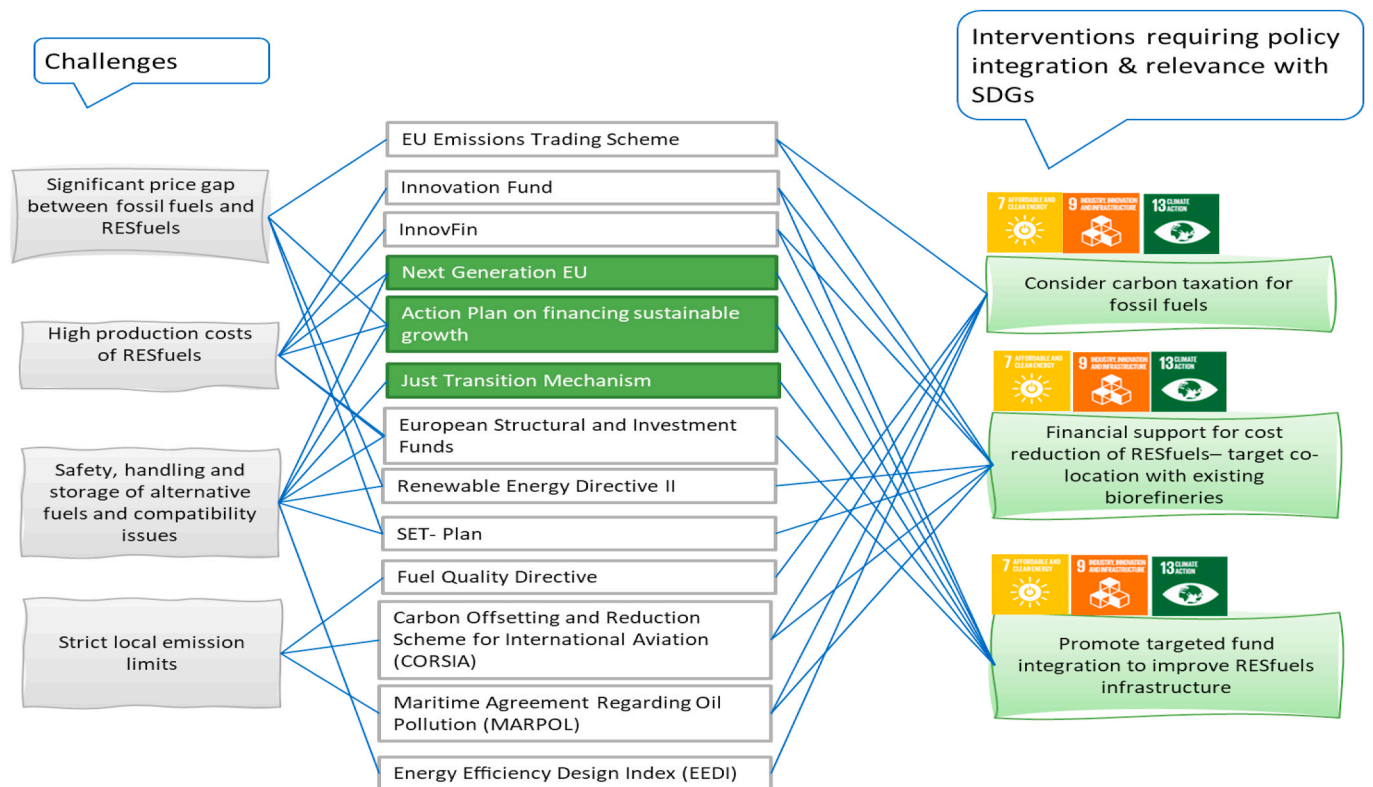 Challenges
Interventions requiring policy
integration & relevance with
SDGs
Significant price gap
between fossil fuels and
RESfuels
High production costs
of RESfuels
Safety, handling and
storage of alternative
fuels and compatibility
issues
Strict local emission
limits
EU Emissions Trading Scheme
Innovation Fund
InnovFin
Next Generation EU
Action Plan on financing sustainable
growth
Just Transition Mechanism
European Structural and Investment
Funds
Renewable Energy Directive II
SET- Plan
Fuel Quality Directive
Carbon Offsetting and Reduction
Scheme for International Aviation
(CORSIA)
Maritime Agreement Regarding Oil
Pollution (MARPOL)
Energy Efficiency Design Index (EEDI)
7 AFFORDABLE AND
CLEAN ENERGY
9 INDUSTRY, INNOVATION
AND INFRASTRUCTURE
13 CLIMATE
ACTION
Consider carbon taxation for
fossil fuels
7 AFFORDABLE AND
CLEAN ENERGY
9 INDUSTRY, INNOVATION
AND INFRASTRUCTURE
13 CLIMATE
ACTION
Financial support for cost
reduction of RESfuels– target co-
location with existing
biorefineries
7 AFFORDABLE AND
CLEAN ENERGY
9 INDUSTRY, INNOVATION
AND INFRASTRUCTURE
13 CLIMATE
ACTION
Promote targeted fund
integration to improve RESfuels
infrastructure